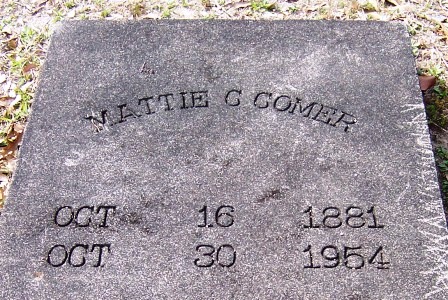 MATTIE C COMER
OCT 16 1881
OCT 30 1954